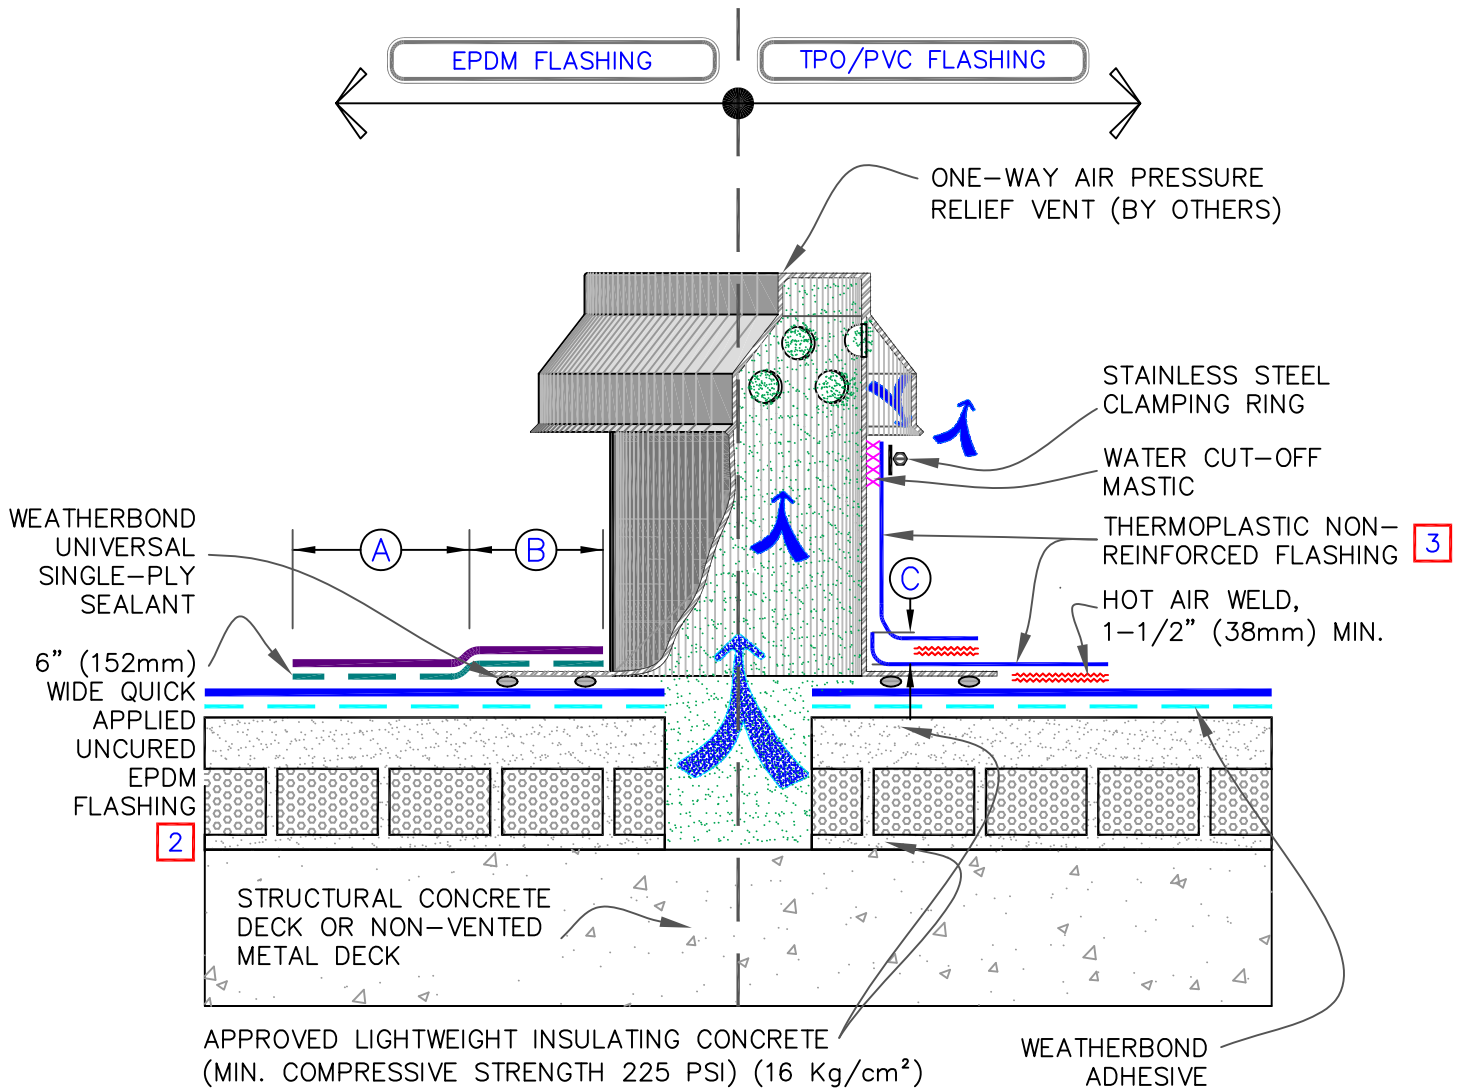 EPDM FLASHING
TPO/PVC FLASHING
ONE-WAY AIR PRESSURE
RELIEF VENT (BY OTHERS)
STAINLESS STEEL
CLAMPING RING
WATER CUT-OFF
MASTIC
THERMOPLASTIC NON-
REINFORCED FLASHING
3
HOT AIR WELD,
1-1/2" (38mm) MIN.
WEATHERBOND
UNIVERSAL
SINGLE-PLY
SEALANT
A
B
C
6" (152mm)
WIDE QUICK
APPLIED
UNCURED
EPDM
FLASHING
2
STRUCTURAL CONCRETE
DECK OR NON-VENTED
METAL DECK
APPROVED LIGHTWEIGHT INSULATING CONCRETE
(MIN. COMPRESSIVE STRENGTH 225 PSI) (16 Kg/cm²)
WEATHERBOND
ADHESIVE